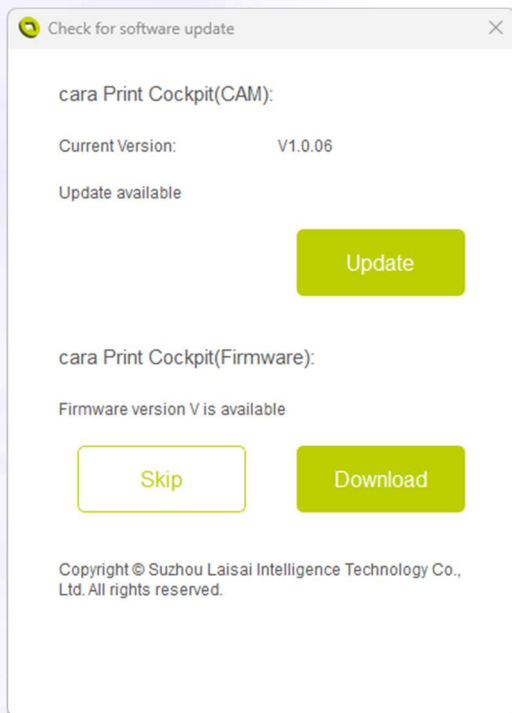 Check for software update
cara Print Cockpit(CAM):
Current Version: V1.0.06
Update available
Update
cara Print Cockpit(Firmware):
Firmware version V is available
Skip Download
Copyright © Suzhou Laisai Intelligence Technology Co.,
Ltd. All rights reserved.